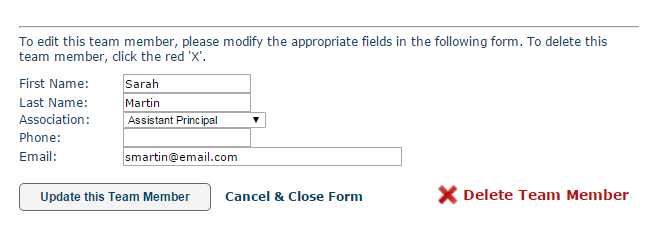 To edit this team member, please modify the appropriate fields in the following form. To delete this
team member, click the red 'X'.
First Name: Sarah
Last Name: Martin
Association: Assistant Principal
Phone:
Email: smartin@email.com
Update this Team Member Cancel & Close Form Delete Team Member